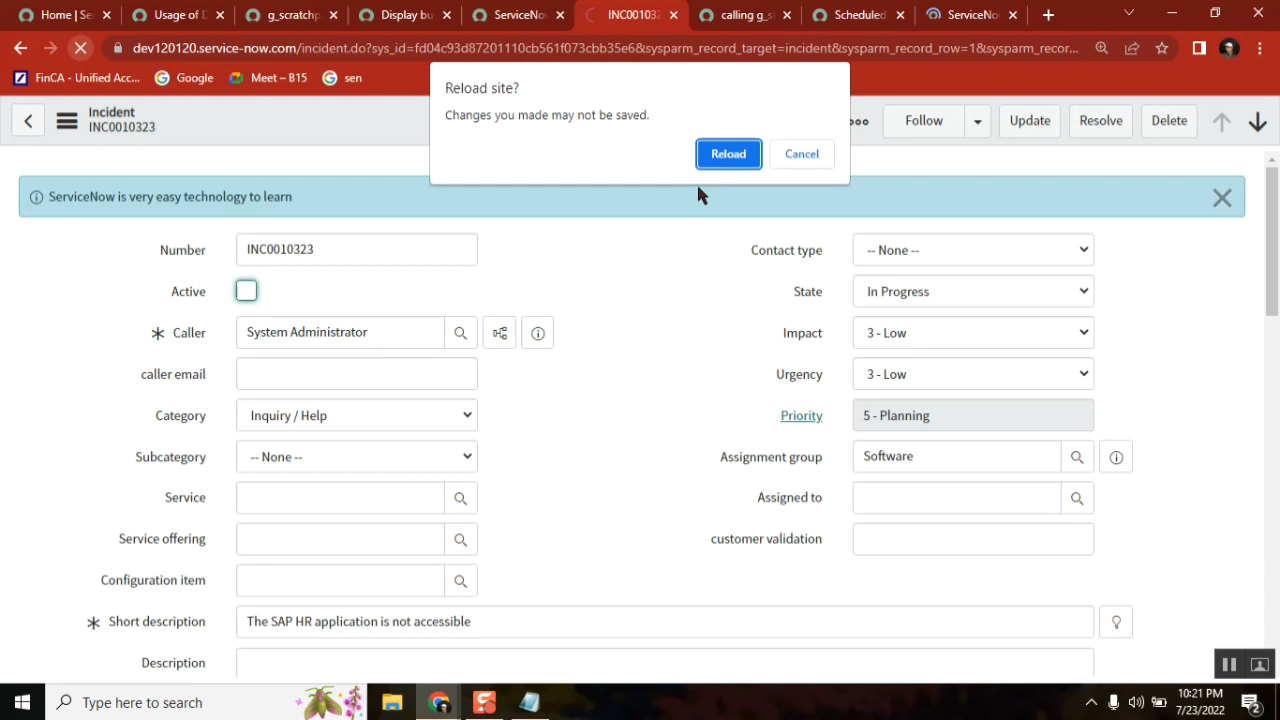 Home | Se
Usage of D
g_scratchp
Display bu
ServiceNo
INC001032
calling g_s
Scheduled
ServiceNo
dev120120.service-now.com/incident.do?sys_id=fd04c93d87201110cb561f073cbb35e6&sysparm_record_target=incident&sysparm_record_row=1&sysparm_recor...
FinCA - Unified Acc...
Google
Meet – B15
sen
Reload site?
Changes you made may not be saved.
Reload
Cancel
Incident
INC0010323
Follow
Update
Resolve
Delete
ServiceNow is very easy technology to learn
Number
INC0010323
Contact type
-- None --
Active
State
In Progress
Caller
System Administrator
Impact
3 - Low
caller email
Urgency
3 - Low
Category
Inquiry / Help
Priority
5 - Planning
Subcategory
-- None --
Assignment group
Software
Service
Assigned to
Service offering
customer validation
Configuration item
Short description
The SAP HR application is not accessible
Description
Type here to search
10:21 PM
7/23/2022
2